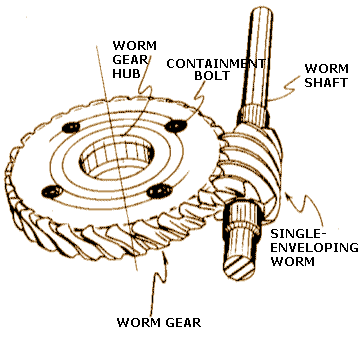 WORM
GEAR
HUB
CONTAINMENT
BOLT
WORM
SHAFT
SINGLE-
ENVELOPING
WORM
WORM GEAR